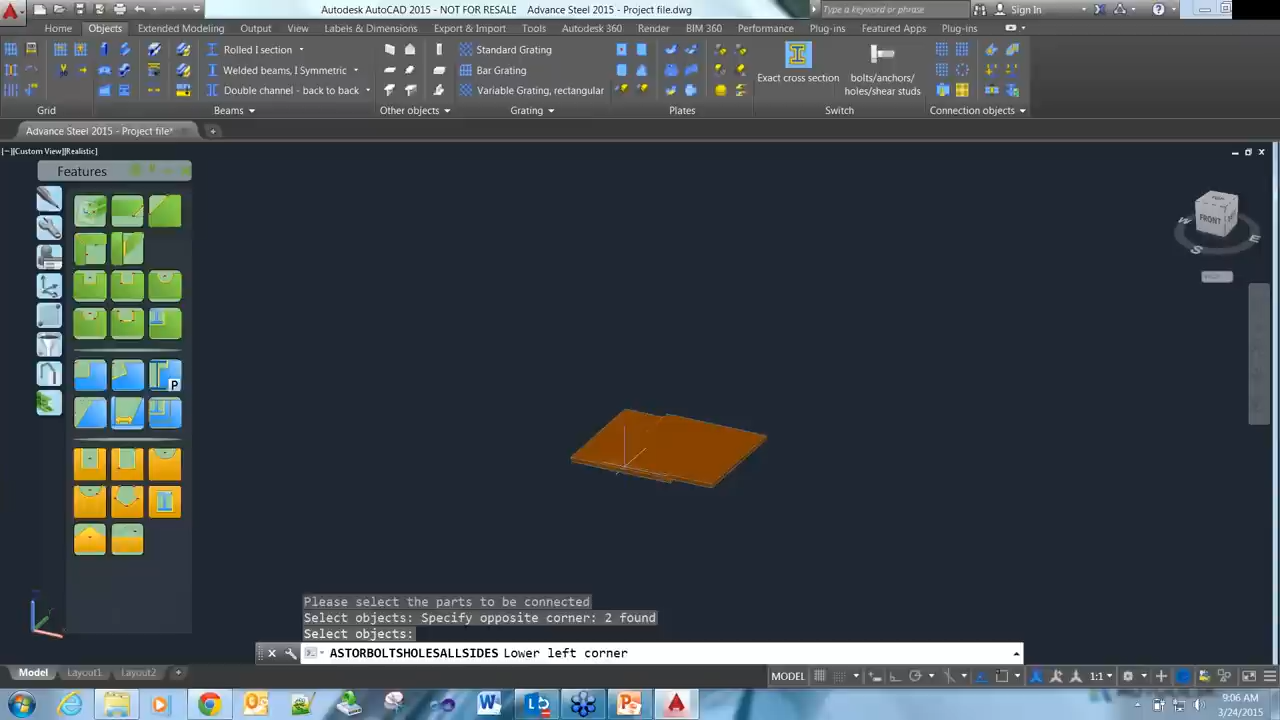 Autodesk AutoCAD 2015 - NOT FOR RESALE Advance Steel 2015 - Project file.dwg
Type a keyword or phrase
Sign In
Home Objects Extended Modeling Output View Labels & Dimensions Export & Import Tools Autodesk 360 Render BIM 360 Performance Plug-ins Featured Apps Plug-ins
Rolled I section
Standard Grating
Welded beams, I Symmetric
Bar Grating
Exact cross section
bolts/anchors/
holes/shear studs
Double channel - back to back
Variable Grating, rectangular
Grid Beams Other objects Grating Plates Switch Connection objects
Advance Steel 2015 - Project file*
[−][Custom View][Realistic]
Features
FRONT
S
E
P
Please select the parts to be connected
Select objects: Specify opposite corner: 2 found
Select objects:
ASTORBOLTSHOLESALLSIDES Lower left corner
Model Layout1 Layout2
MODEL
1:1
9:06 AM
3/24/2015